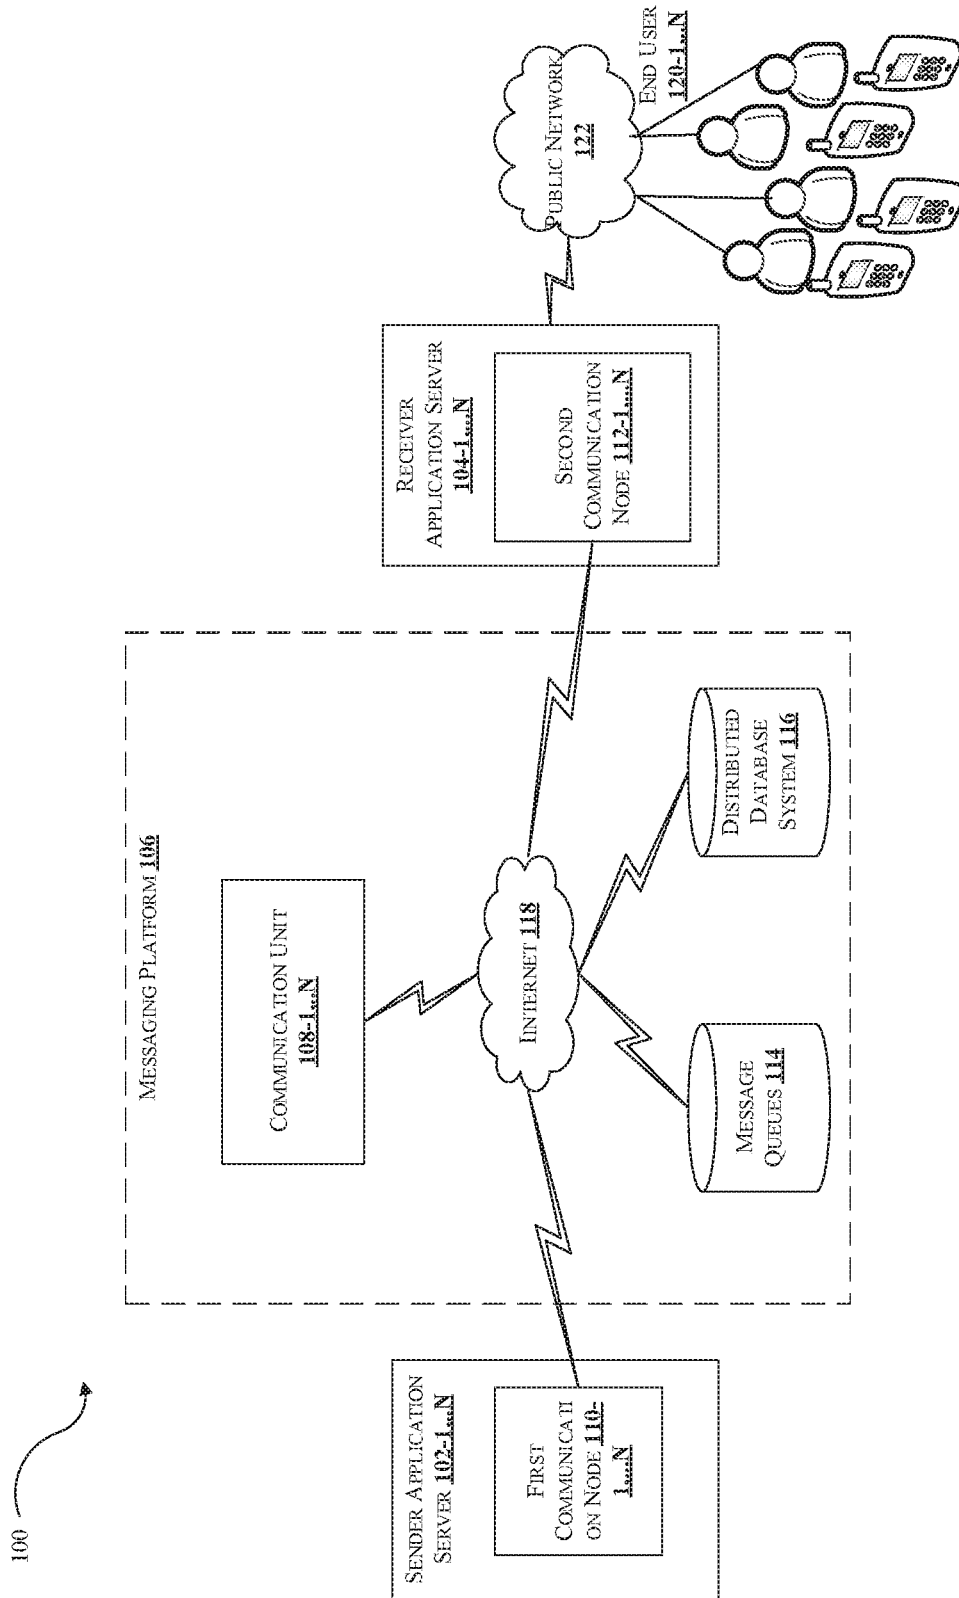 100
SENDER APPLICATION
SERVER 102-1...N
FIRST
COMMUNICATI
ON NODE 110-
1....N
MESSAGING PLATFORM 106
COMMUNICATION UNIT
108-1...N
IINTERNET 118
MESSAGE
QUEUES 114
DISTRIBUTED
DATABASE
SYSTEM 116
RECEIVER
APPLICATION SERVER
104-1....N
SECOND
COMMUNICATION
NODE 112-1....N
PUBLIC NETWORK
122
END USER
120-1...N